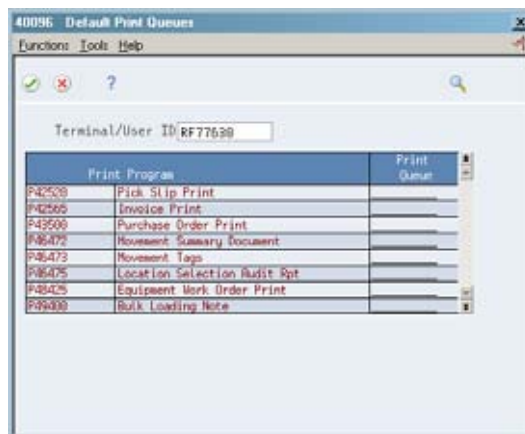 40096 Default Print Queues
Functions Tools Help
?
Terminal/User ID RF77638
Print Program Print Queue
P42520 Pick Slip Print
P42565 Invoice Print
P43500 Purchase Order Print
P46472 Movement Summary Document
P46473 Movement Tags
P46475 Location Selection Audit Rpt
P48425 Equipment Work Order Print
P49400 Bulk Loading Note